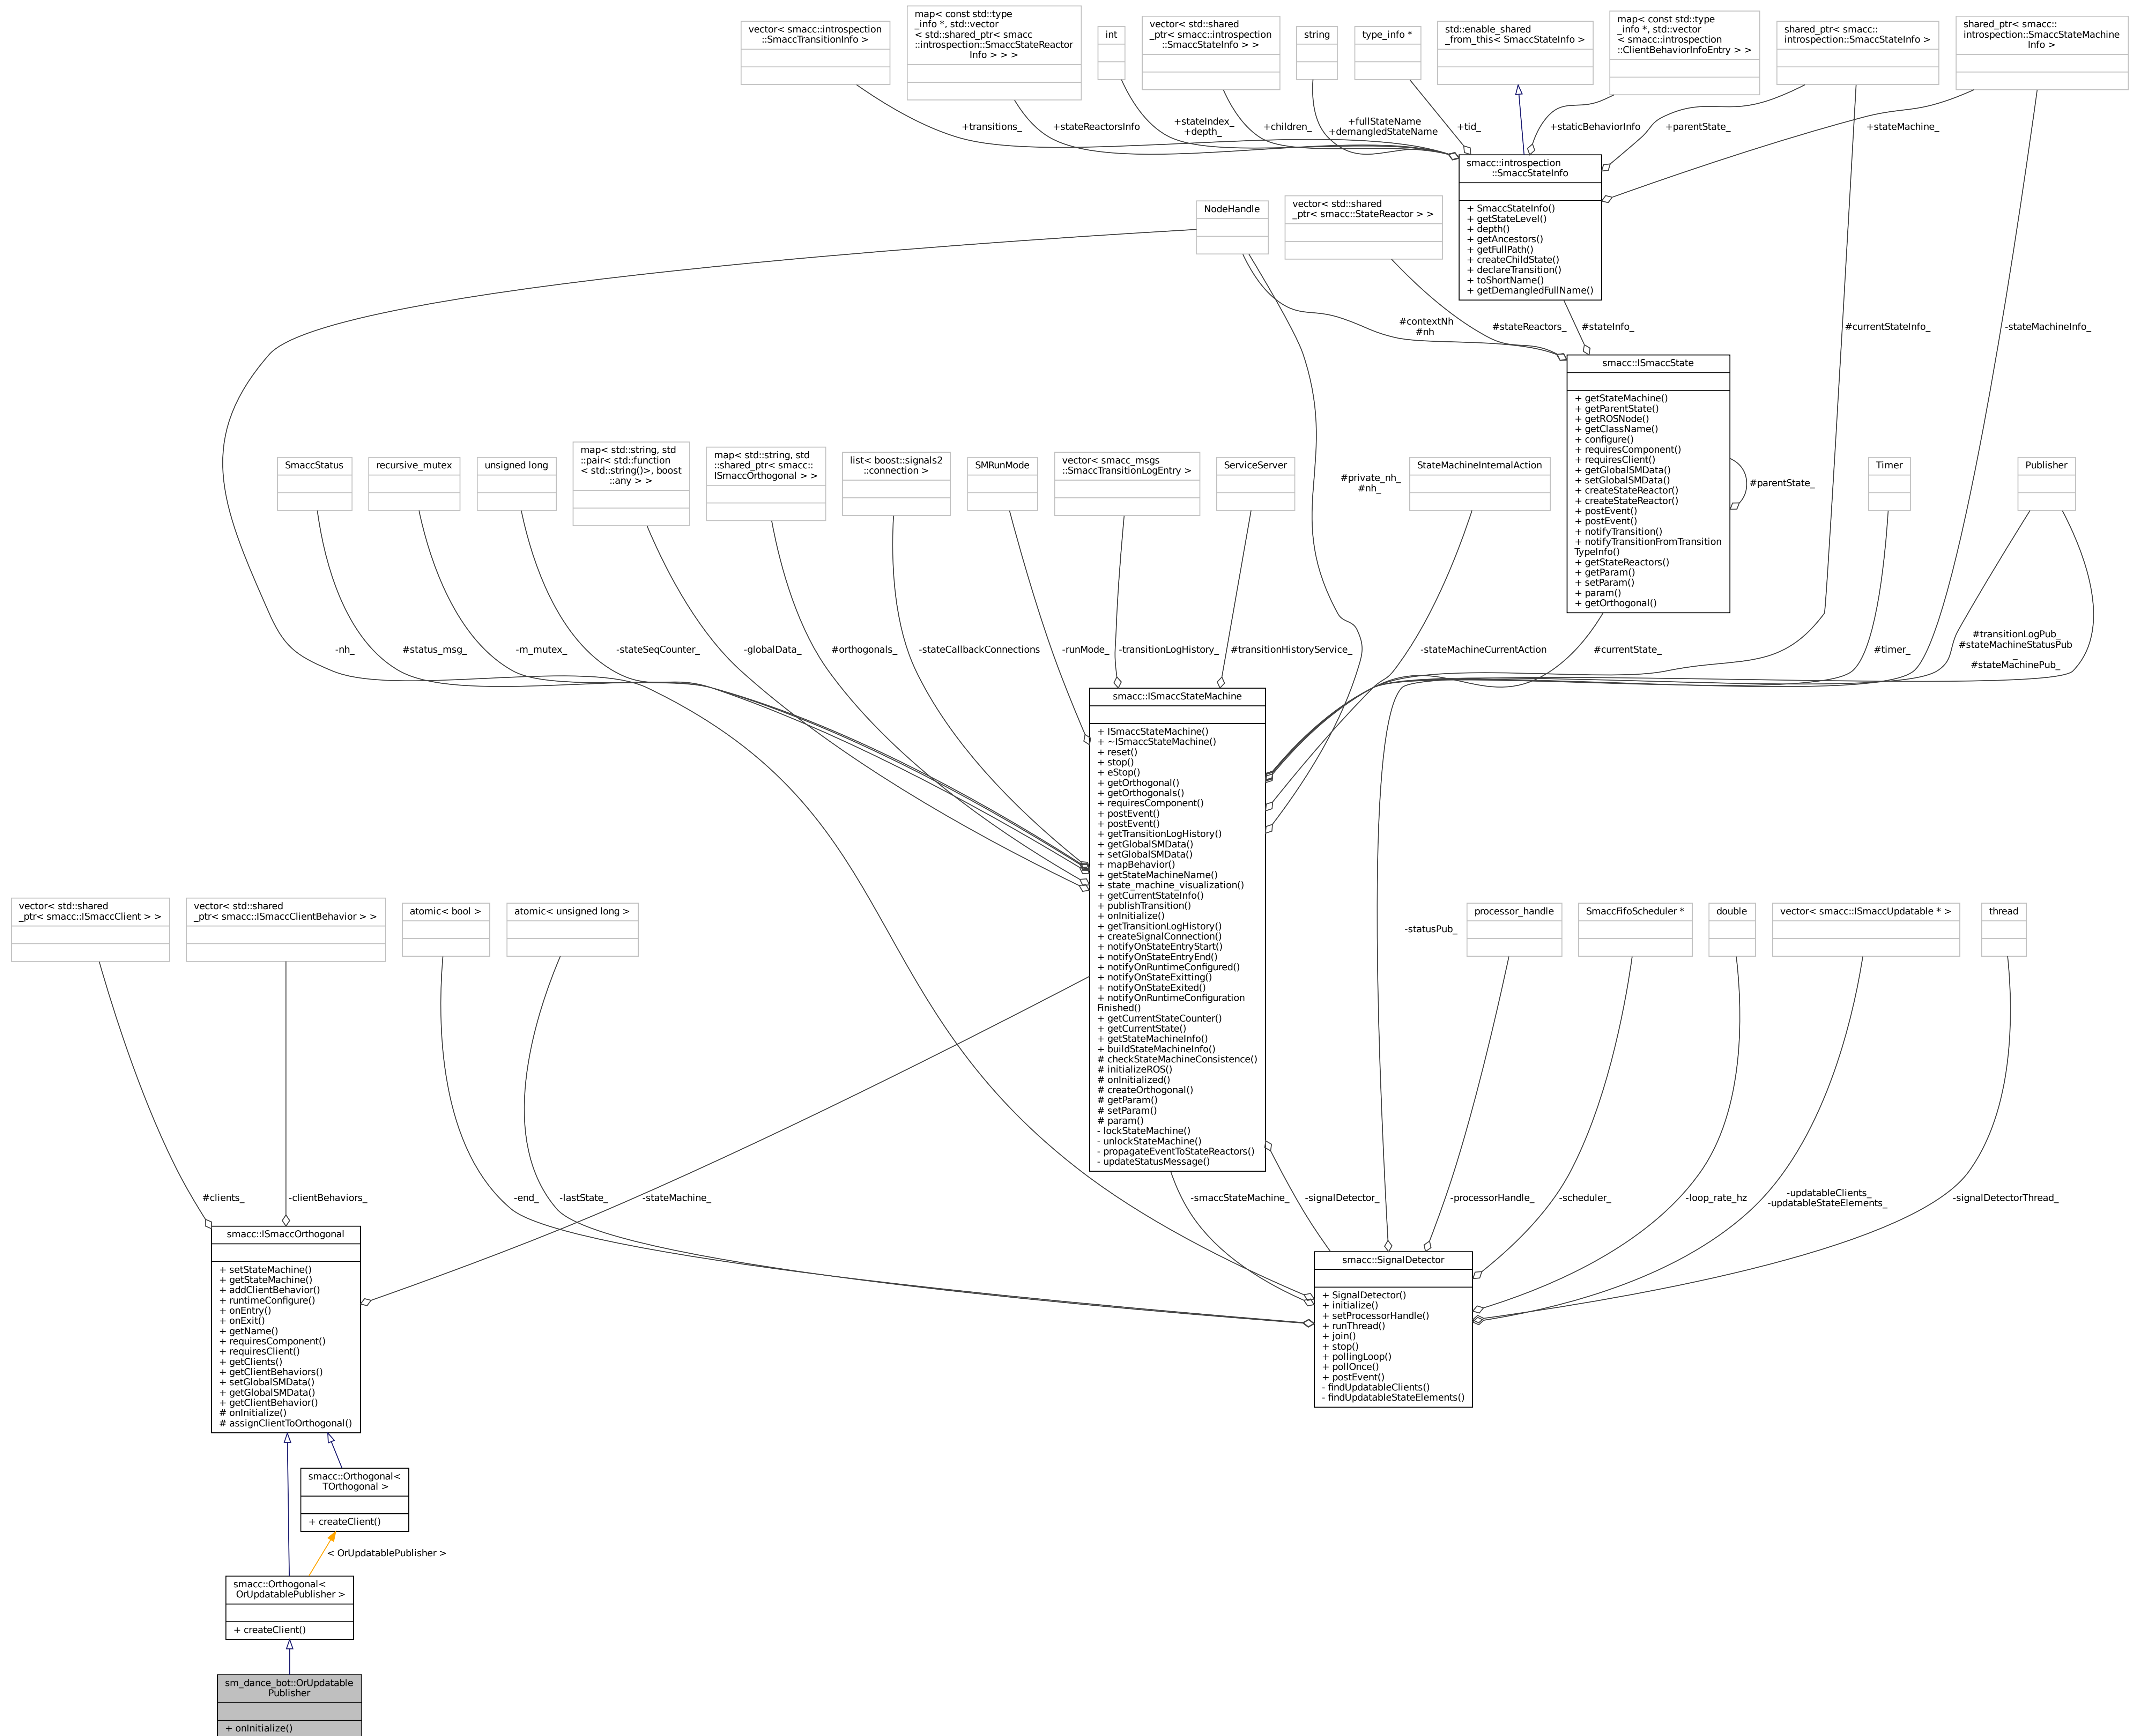 vector< smacc::introspection
::SmaccTransitionInfo >
map< const std::type
_info *, std::vector
< std::shared_ptr< smacc
::introspection::SmaccStateReactor
Info > > >
int
vector< std::shared
_ptr< smacc::introspection
::SmaccStateInfo > >
string
type_info *
std::enable_shared
_from_this< SmaccStateInfo >
map< const std::type
_info *, std::vector
< smacc::introspection
::ClientBehaviorInfoEntry > >
shared_ptr< smacc::
introspection::SmaccStateInfo >
shared_ptr< smacc::
introspection::SmaccStateMachine
Info >
+transitions_
+stateReactorsInfo
+stateIndex_
+depth_
+children_
+fullStateName
+demangledStateName
+tid_
+staticBehaviorInfo
+parentState_
+stateMachine_
smacc::introspection
::SmaccStateInfo
+ SmaccStateInfo()
+ getStateLevel()
+ depth()
+ getAncestors()
+ getFullPath()
+ createChildState()
+ declareTransition()
+ toShortName()
+ getDemangledFullName()
NodeHandle
vector< std::shared
_ptr< smacc::StateReactor > >
#contextNh
#nh
#stateReactors_
#stateInfo_
#currentStateInfo_
-stateMachineInfo_
smacc::ISmaccState
+ getStateMachine()
+ getParentState()
+ getROSNode()
+ getClassName()
+ configure()
+ requiresComponent()
+ requiresClient()
+ getGlobalSMData()
+ setGlobalSMData()
+ createStateReactor()
+ createStateReactor()
+ postEvent()
+ postEvent()
+ notifyTransition()
+ notifyTransitionFromTransition
TypeInfo()
+ getStateReactors()
+ getParam()
+ setParam()
+ param()
+ getOrthogonal()
#parentState_
SmaccStatus
recursive_mutex
unsigned long
map< std::string, std
::pair< std::function
< std::string()>, boost
::any > >
map< std::string, std
::shared_ptr< smacc::
ISmaccOrthogonal > >
list< boost::signals2
::connection >
SMRunMode
vector< smacc_msgs
::SmaccTransitionLogEntry >
ServiceServer
#private_nh_
#nh_
StateMachineInternalAction
Timer
Publisher
-nh_
#status_msg_
-m_mutex_
-stateSeqCounter_
-globalData_
#orthogonals_
-stateCallbackConnections
-runMode_
-transitionLogHistory_
#transitionHistoryService_
-stateMachineCurrentAction
#currentState_
#timer_
#transitionLogPub_
#stateMachineStatusPub
_
#stateMachinePub_
smacc::ISmaccStateMachine
+ ISmaccStateMachine()
+ ~ISmaccStateMachine()
+ reset()
+ stop()
+ eStop()
+ getOrthogonal()
+ getOrthogonals()
+ requiresComponent()
+ postEvent()
+ postEvent()
+ getTransitionLogHistory()
+ getGlobalSMData()
+ setGlobalSMData()
+ mapBehavior()
+ getStateMachineName()
+ state_machine_visualization()
+ getCurrentStateInfo()
+ publishTransition()
+ onInitialize()
+ getTransitionLogHistory()
+ createSignalConnection()
+ notifyOnStateEntryStart()
+ notifyOnStateEntryEnd()
+ notifyOnRuntimeConfigured()
+ notifyOnStateExitting()
+ notifyOnStateExited()
+ notifyOnRuntimeConfiguration
Finished()
+ getCurrentStateCounter()
+ getCurrentState()
+ getStateMachineInfo()
+ buildStateMachineInfo()
# checkStateMachineConsistence()
# initializeROS()
# onInitialized()
# createOrthogonal()
# getParam()
# setParam()
# param()
- lockStateMachine()
- unlockStateMachine()
- propagateEventToStateReactors()
- updateStatusMessage()
vector< std::shared
_ptr< smacc::ISmaccClient > >
vector< std::shared
_ptr< smacc::ISmaccClientBehavior > >
atomic< bool >
atomic< unsigned long >
-statusPub_
processor_handle
SmaccFifoScheduler *
double
vector< smacc::ISmaccUpdatable * >
thread
#clients_
-clientBehaviors_
-end_
-lastState_
-stateMachine_
-smaccStateMachine_
-signalDetector_
-processorHandle_
-scheduler_
-loop_rate_hz
-updatableClients_
-updatableStateElements_
-signalDetectorThread_
smacc::ISmaccOrthogonal
+ setStateMachine()
+ getStateMachine()
+ addClientBehavior()
+ runtimeConfigure()
+ onEntry()
+ onExit()
+ getName()
+ requiresComponent()
+ requiresClient()
+ getClients()
+ getClientBehaviors()
+ setGlobalSMData()
+ getGlobalSMData()
+ getClientBehavior()
# onInitialize()
# assignClientToOrthogonal()
smacc::SignalDetector
+ SignalDetector()
+ initialize()
+ setProcessorHandle()
+ runThread()
+ join()
+ stop()
+ pollingLoop()
+ pollOnce()
+ postEvent()
- findUpdatableClients()
- findUpdatableStateElements()
smacc::Orthogonal<
TOrthogonal >
+ createClient()
< OrUpdatablePublisher >
smacc::Orthogonal<
OrUpdatablePublisher >
+ createClient()
sm_dance_bot::OrUpdatable
Publisher
+ onInitialize()